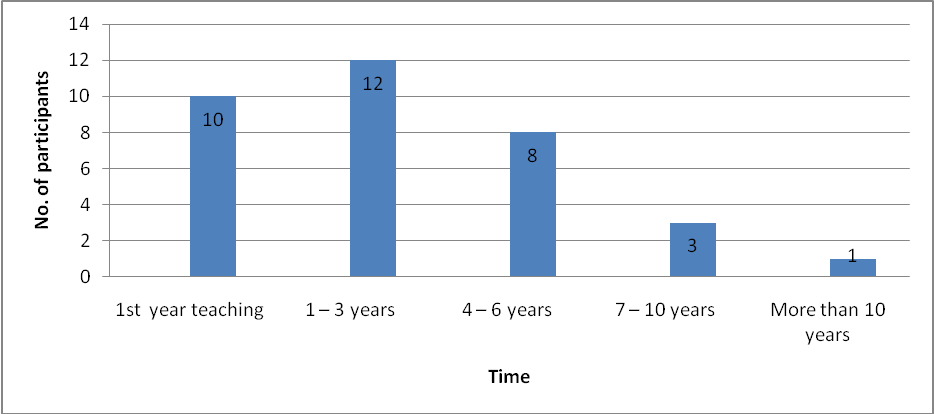 14
12
10
8
6
4
2
0
No. of participants
10
12
8
3
1
1st year teaching
1 – 3 years
4 – 6 years
7 – 10 years
More than 10
years
Time